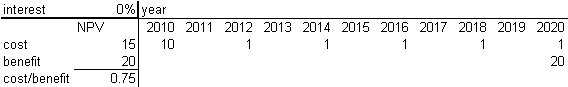 interest 0% year
NPV 2010 2011 2012 2013 2014 2015 2016 2017 2018 2019 2020
cost 15 10 1 1 1 1 1
benefit 20 20
cost/benefit 0.75